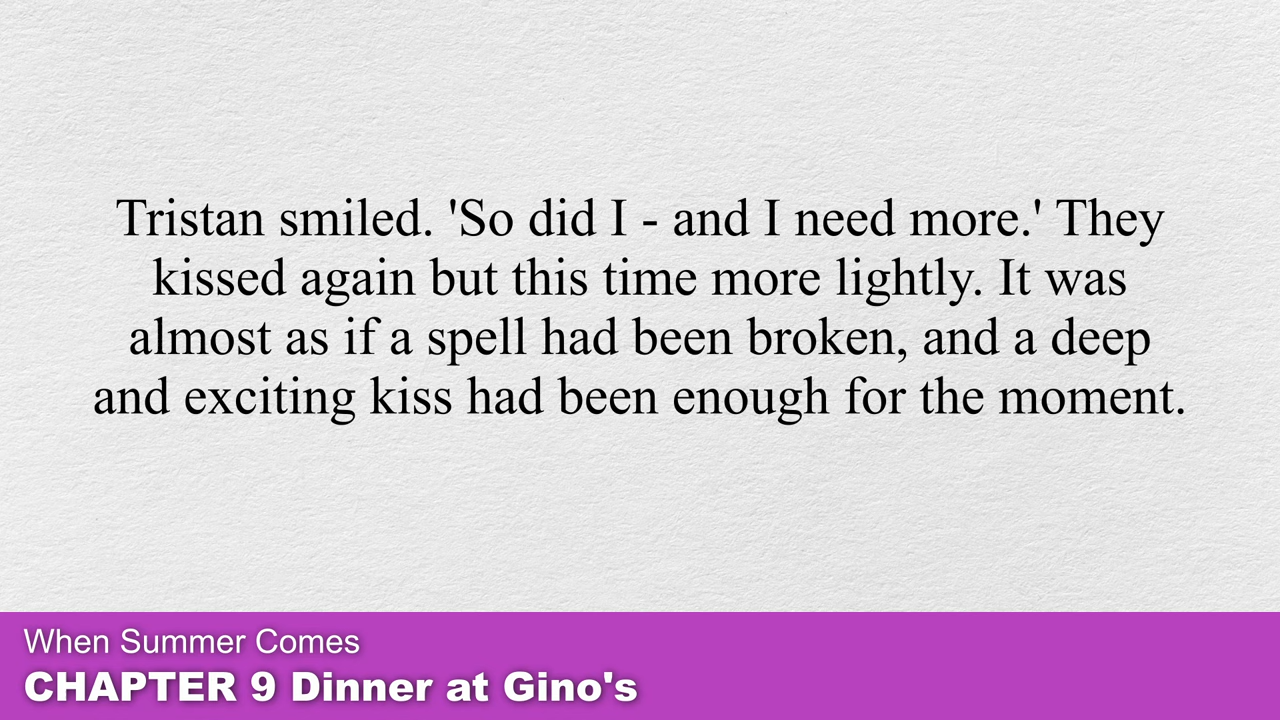 Tristan smiled. 'So did I - and I need more.' They
kissed again but this time more lightly. It was
almost as if a spell had been broken, and a deep
and exciting kiss had been enough for the moment.
When Summer Comes
CHAPTER 9 Dinner at Gino's